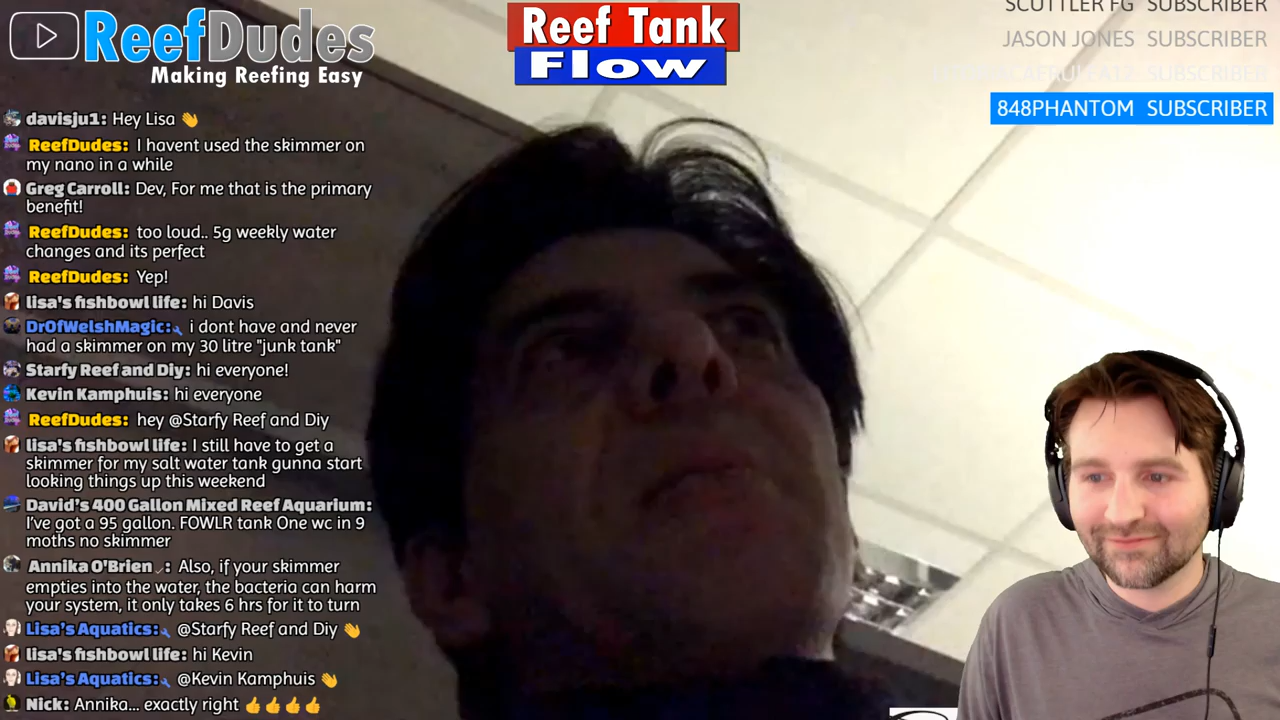 ReefDudes
Making Reefing Easy
Reef Tank
Flow
SCUTTLER FG SUBSCRIBER
JASON JONES SUBSCRIBER
SUBSCRIBER
848PHANTOM SUBSCRIBER
davisju1: Hey Lisa 👋
ReefDudes: I havent used the skimmer on
my nano in a while
Greg Carroll: Dev, For me that is the primary
benefit!
ReefDudes: too loud.. 5g weekly water
changes and its perfect
ReefDudes: Yep!
lisa's fishbowl life: hi Davis
DrOfWelshMagic: i dont have and never
had a skimmer on my 30 litre "junk tank"
Starfy Reef and Diy: hi everyone!
Kevin Kamphuis: hi everyone
ReefDudes: hey @Starfy Reef and Diy
lisa's fishbowl life: I still have to get a
skimmer for my salt water tank gunna start
looking things up this weekend
David's 400 Gallon Mixed Reef Aquarium:
I've got a 95 gallon. FOWLR tank One wc in 9
moths no skimmer
Annika O'Brien: Also, if your skimmer
empties into the water, the bacteria can harm
your system, it only takes 6 hrs for it to turn
Lisa's Aquatics: @Starfy Reef and Diy 👋
lisa's fishbowl life: hi Kevin
Lisa's Aquatics: @Kevin Kamphuis 👋
Nick: Annika... exactly right 👍👍👍👍